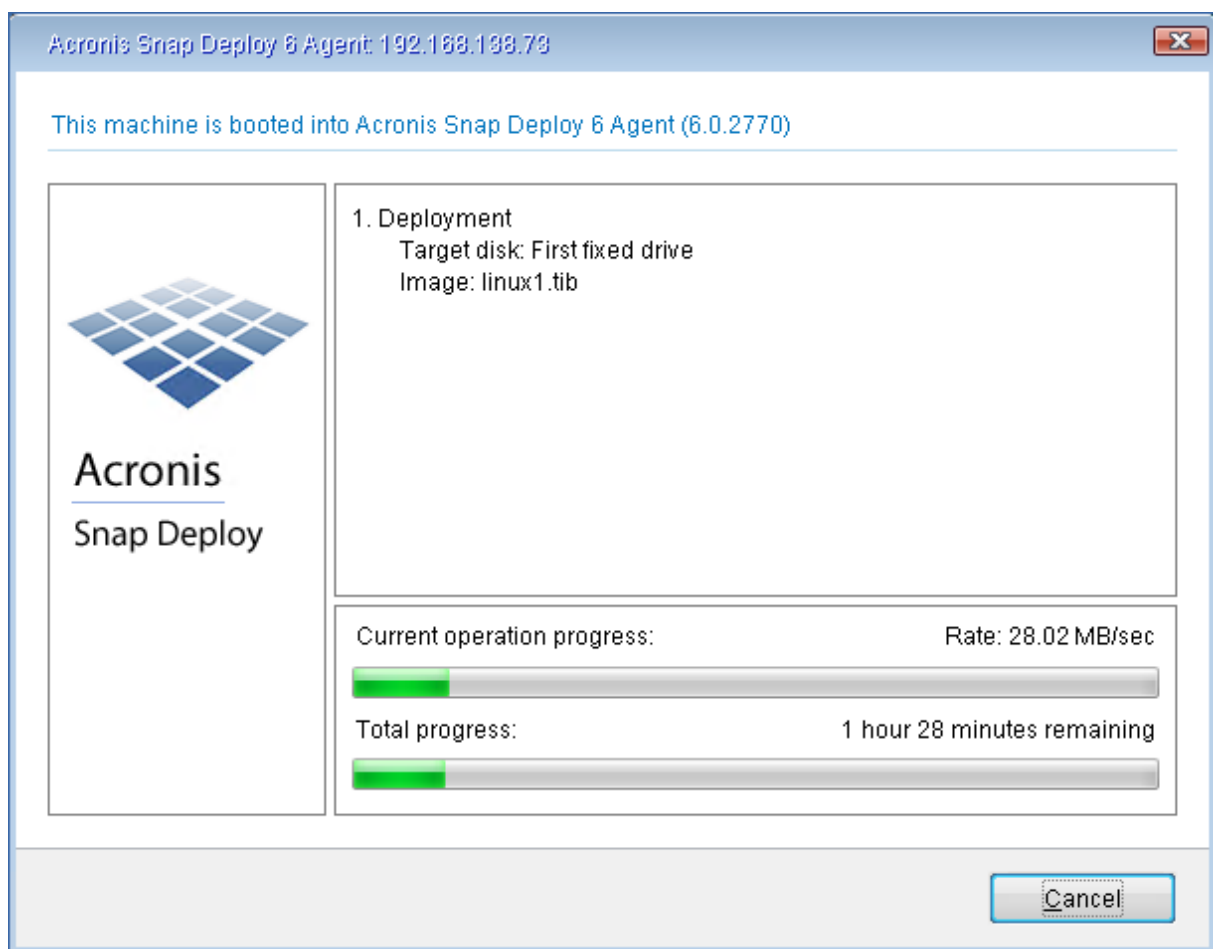 Acronis Snap Deploy 6 Agent: 192.168.138.73
This machine is booted into Acronis Snap Deploy 6 Agent (6.0.2770)
Acronis
Snap Deploy
1. Deployment
Target disk: First fixed drive
Image: linux1.tib
Current operation progress: Rate: 28.02 MB/sec
Total progress: 1 hour 28 minutes remaining
Cancel